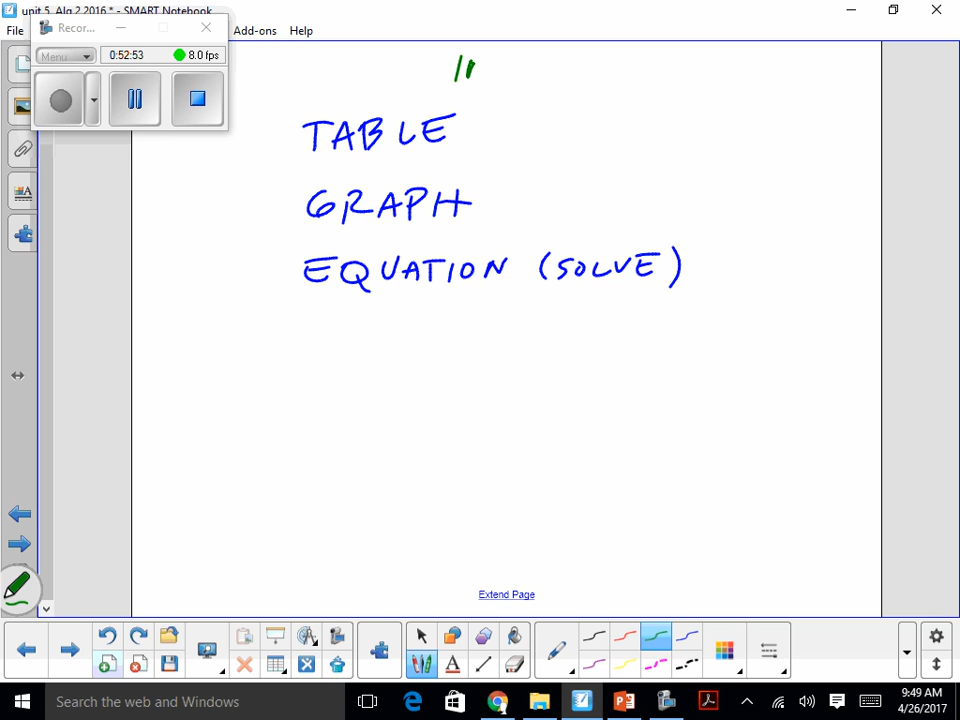 unit 5 Alg 2 2016 * - SMART Notebook
Recor...
File
Add-ons
Help
Menu
0:52:53
8.0 fps
11
TABLE
GRAPH
EQUATION (SOLVE)
Extend Page
Search the web and Windows
9:49 AM
4/26/2017